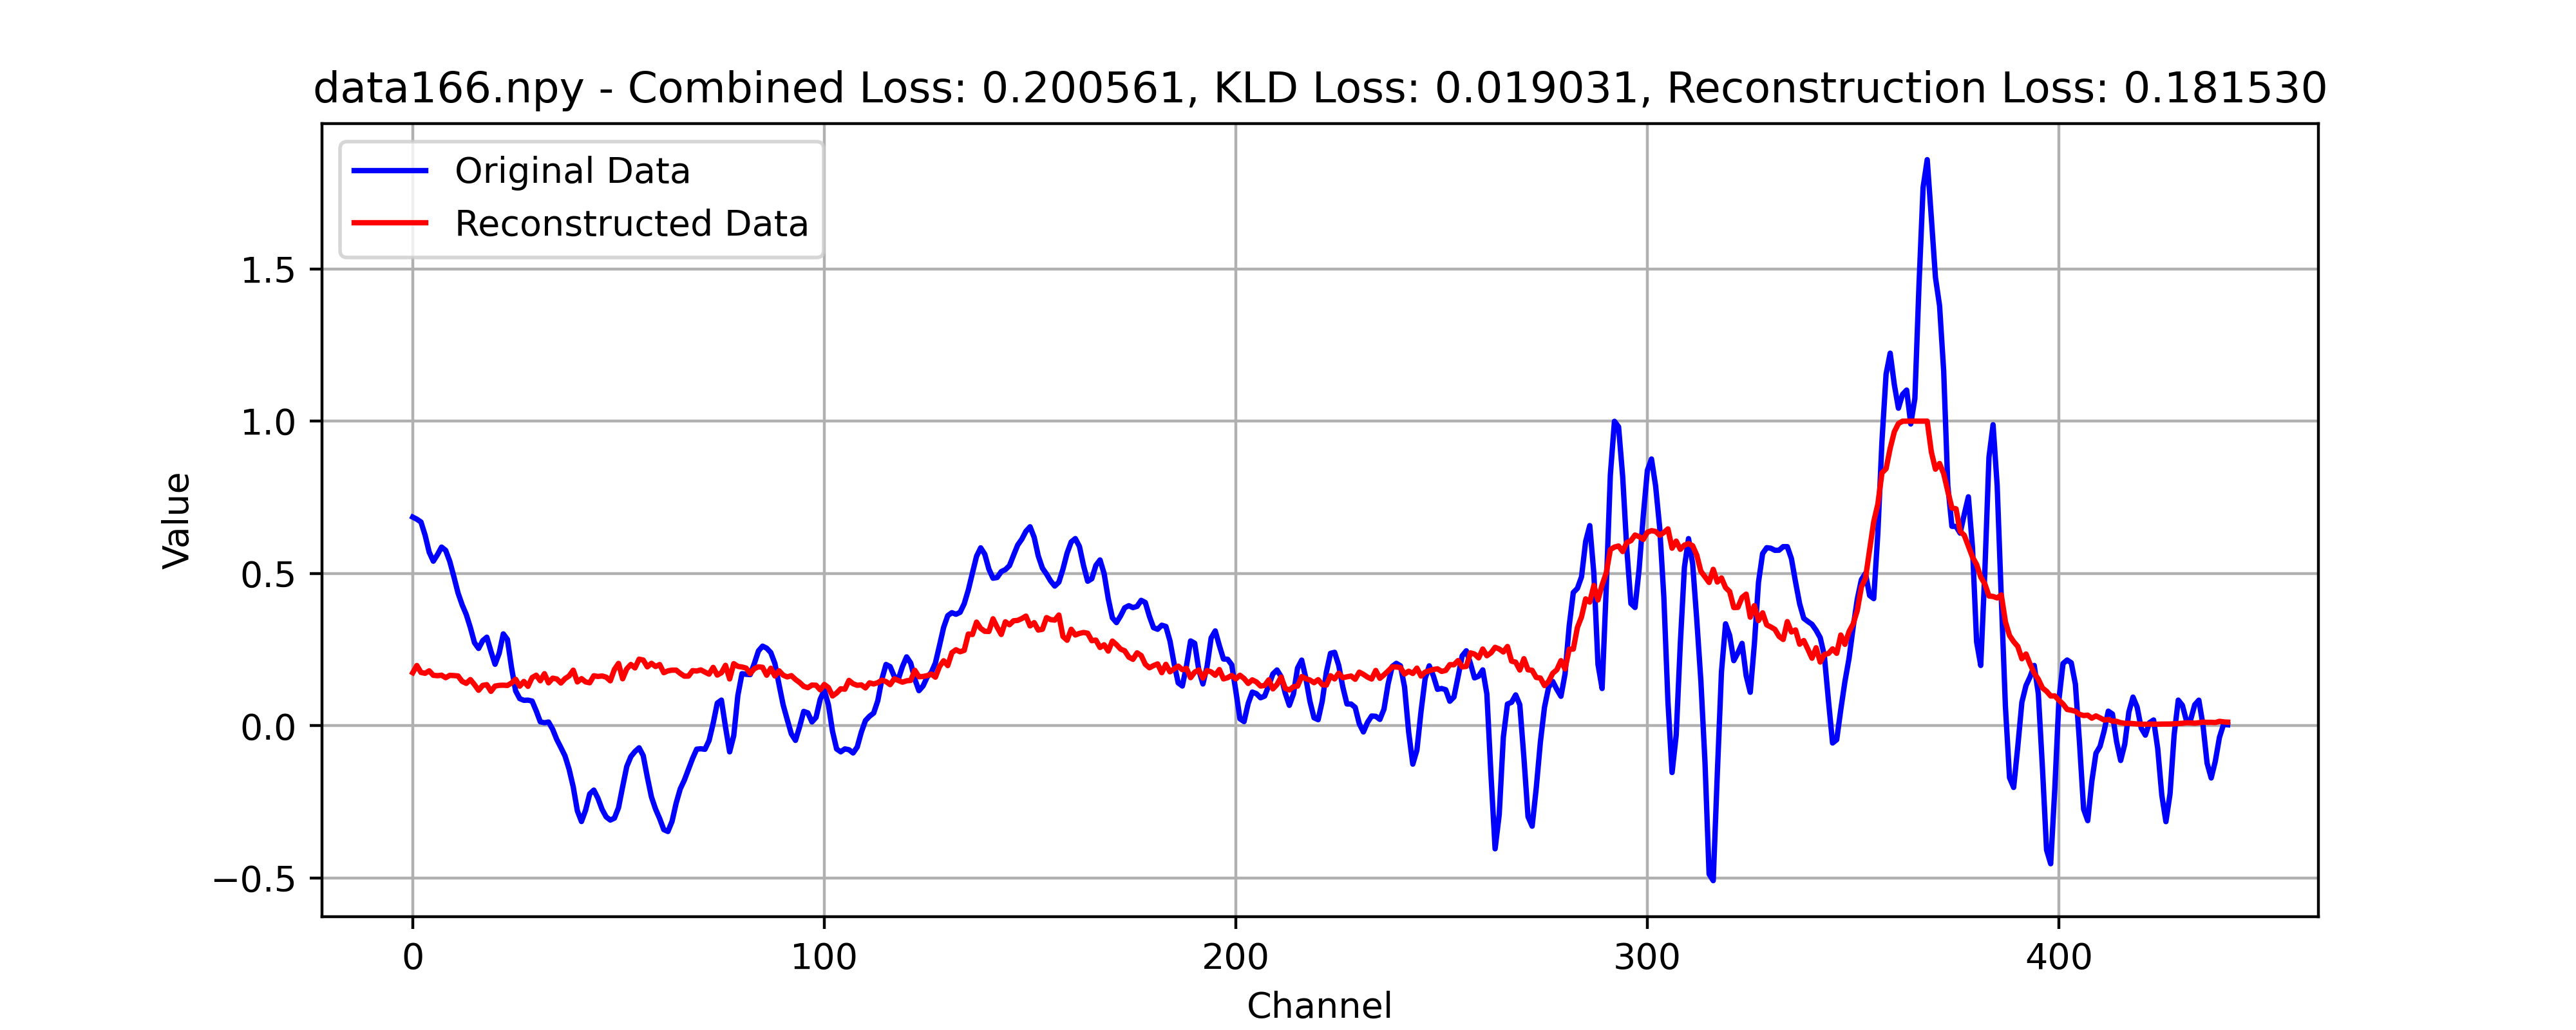 data166.npy - Combined Loss: 0.200561, KLD Loss: 0.019031, Reconstruction Loss: 0.181530
Original Data
Reconstructed Data
1.5
1.0
0.5
0.0
−0.5
Value
0 100 200 300 400
Channel